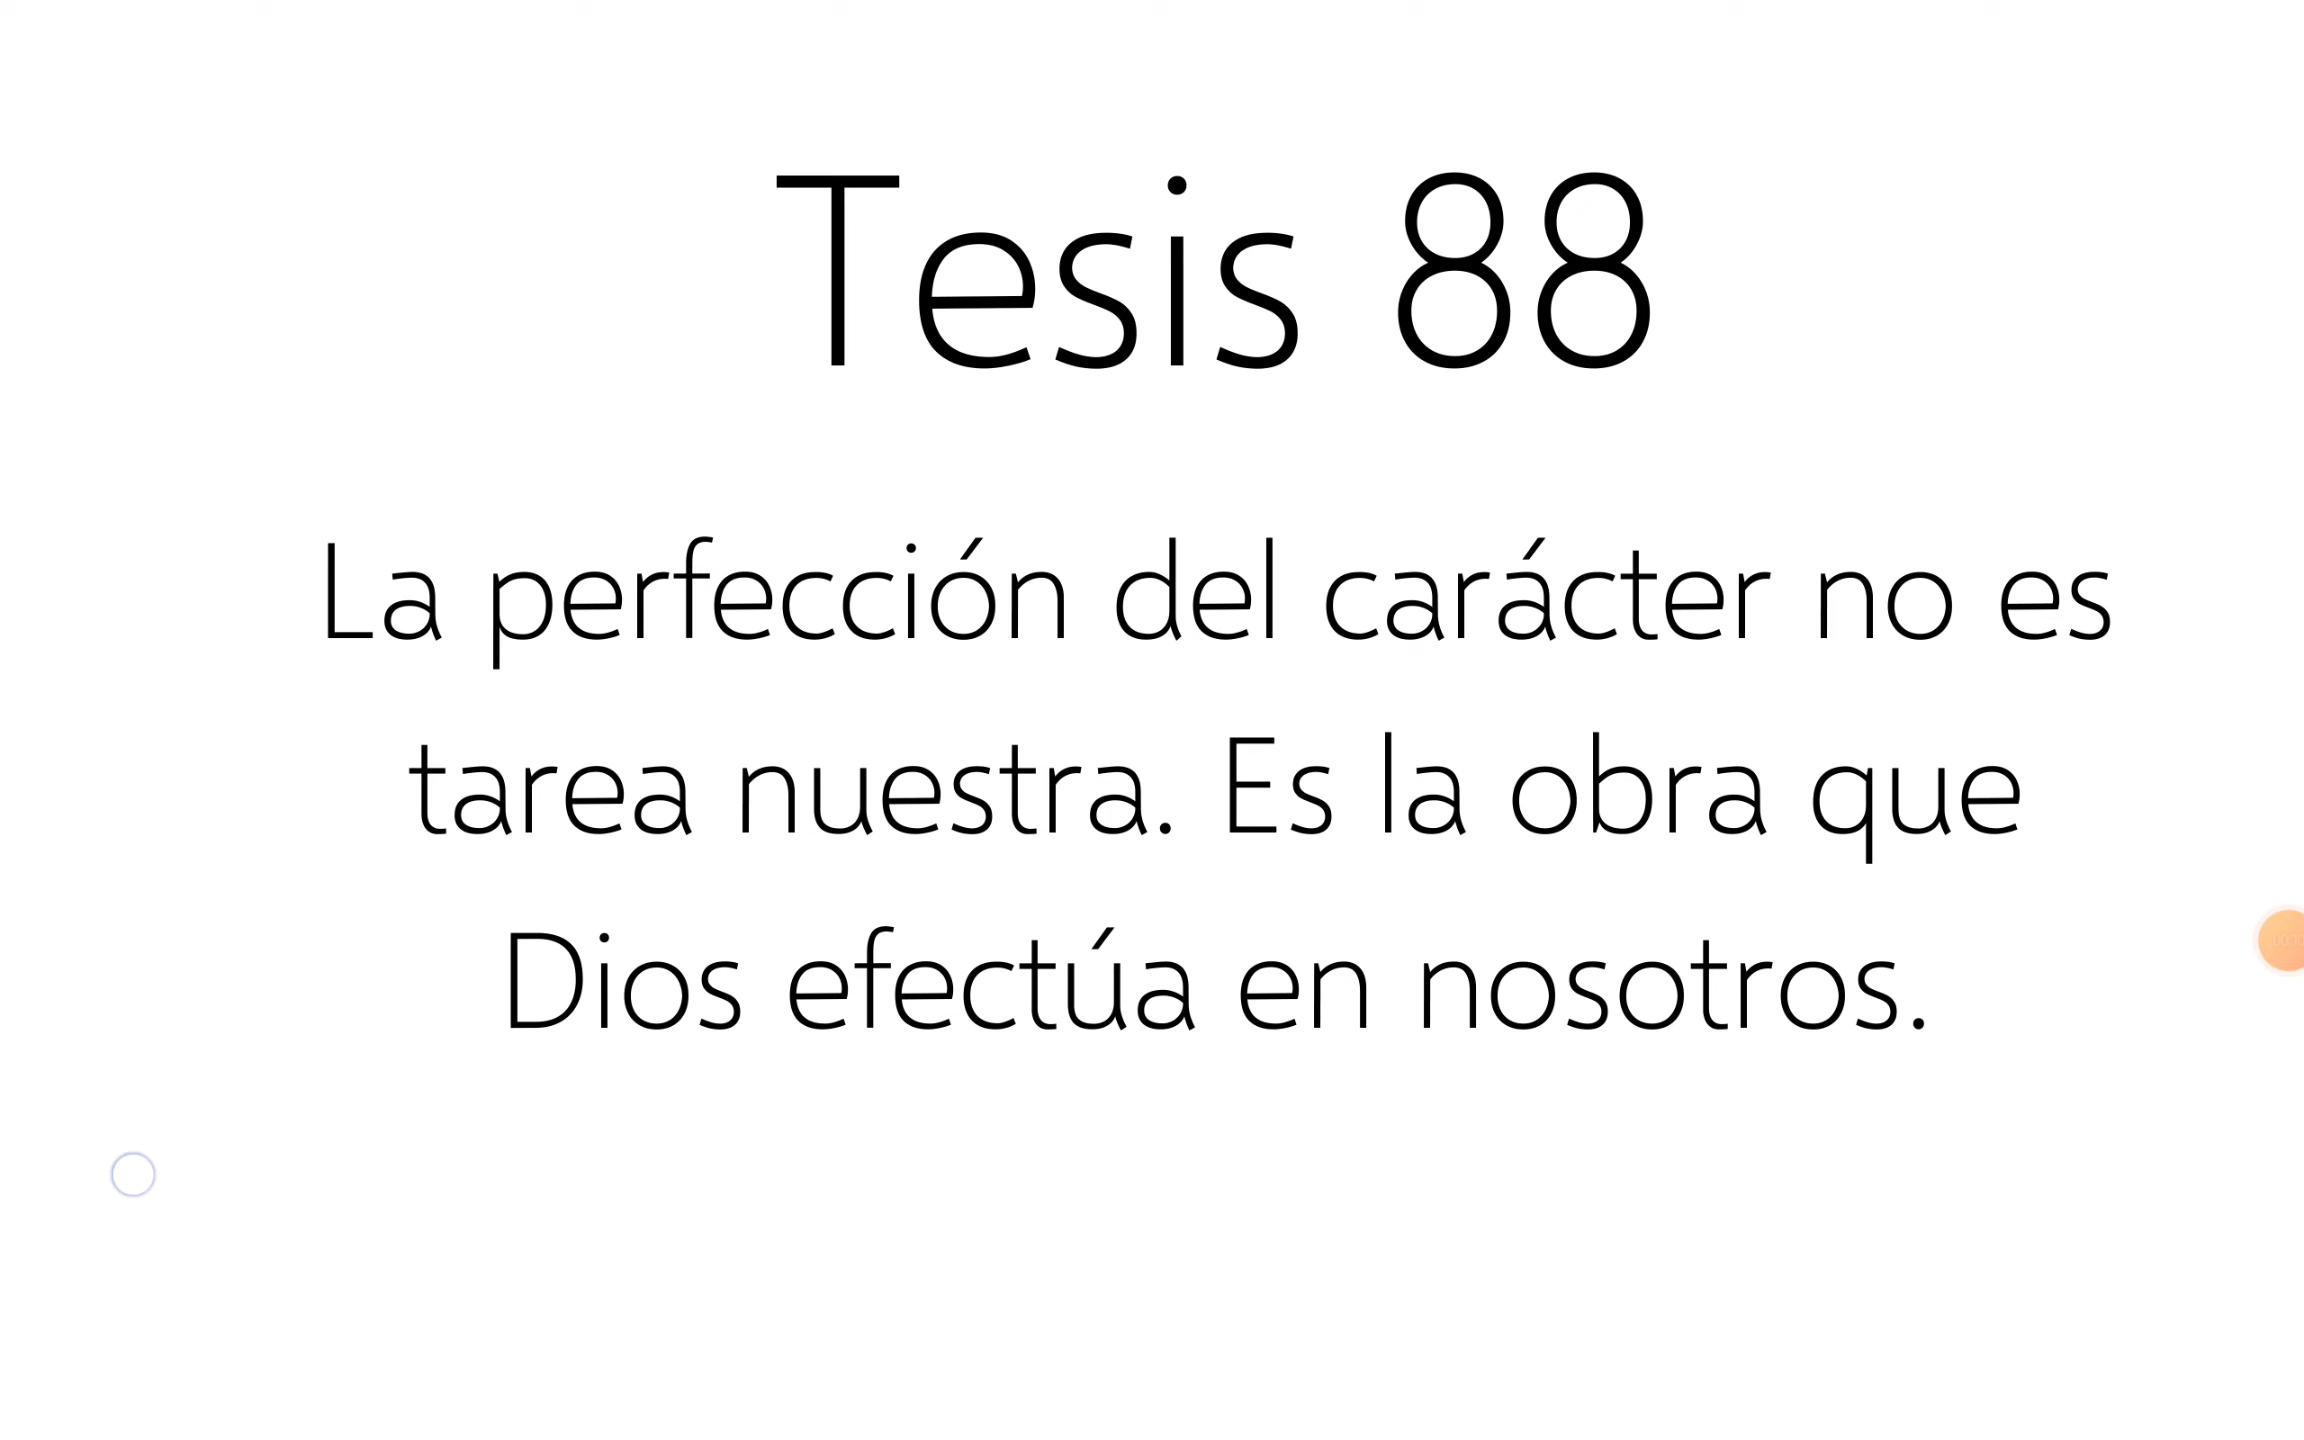 Tesis 88
La perfección del carácter no es
tarea nuestra. Es la obra que
Dios efectúa en nosotros.